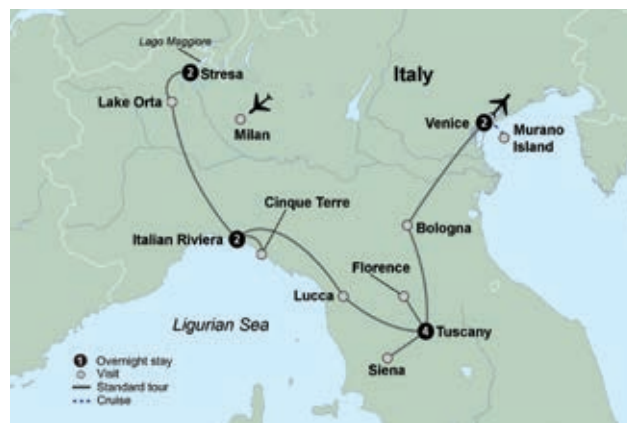 Lago Maggiore
2 Stresa
Italy
Lake Orta
Milan
Venice 2
Murano
Island
Cinque Terre
Italian Riviera 2
Bologna
Florence
Lucca
Ligurian Sea
4 Tuscany
Siena
1 Overnight stay
Visit
Standard tour
Cruise